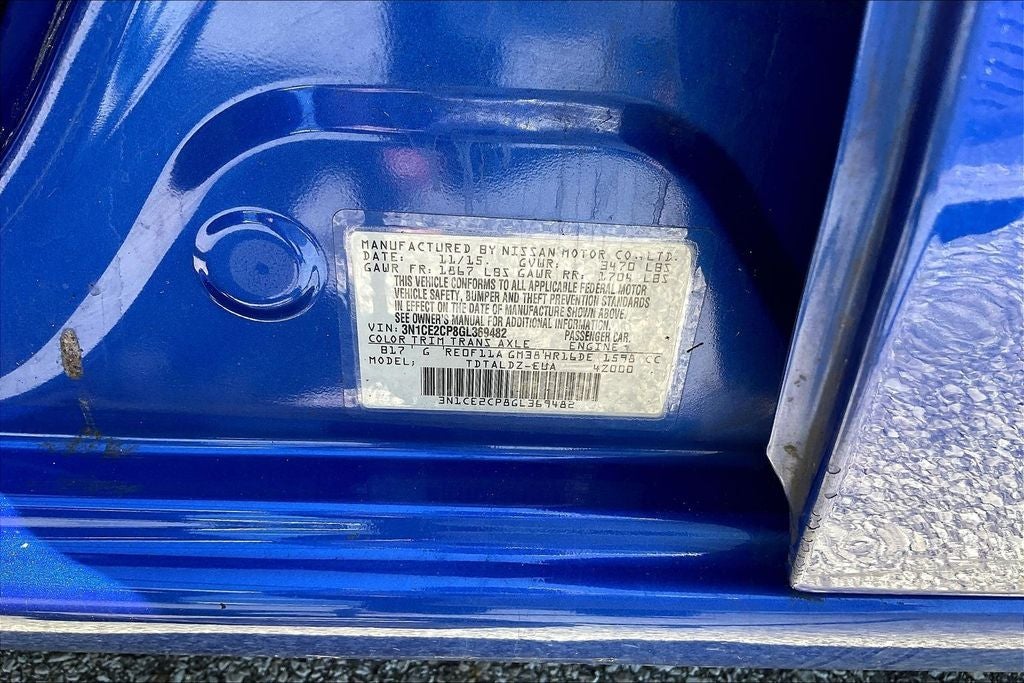 MANUFACTURED BY NISSAN MOTOR CO.,LTD.
DATE: 11/15. GVWR: 3470 LBS
GAWR FR: 1867 LBS GAWR RR: 1704 LBS
THIS VEHICLE CONFORMS TO ALL APPLICABLE FEDERAL MOTOR
VEHICLE SAFETY, BUMPER AND THEFT PREVENTION STANDARDS
IN EFFECT ON THE DATE OF MANUFACTURE SHOWN ABOVE.
SEE OWNER'S MANUAL FOR ADDITIONAL INFORMATION.
VIN: 3N1CE2CP8GL369482 PASSENGER CAR.
COLOR TRIM TRANS AXLE ENGINE
B17 G RE0F11A GM38 HR16DE 1598 CC
MODEL: TDTALDZ-EUA 42000
3N1CE2CP8GL369482